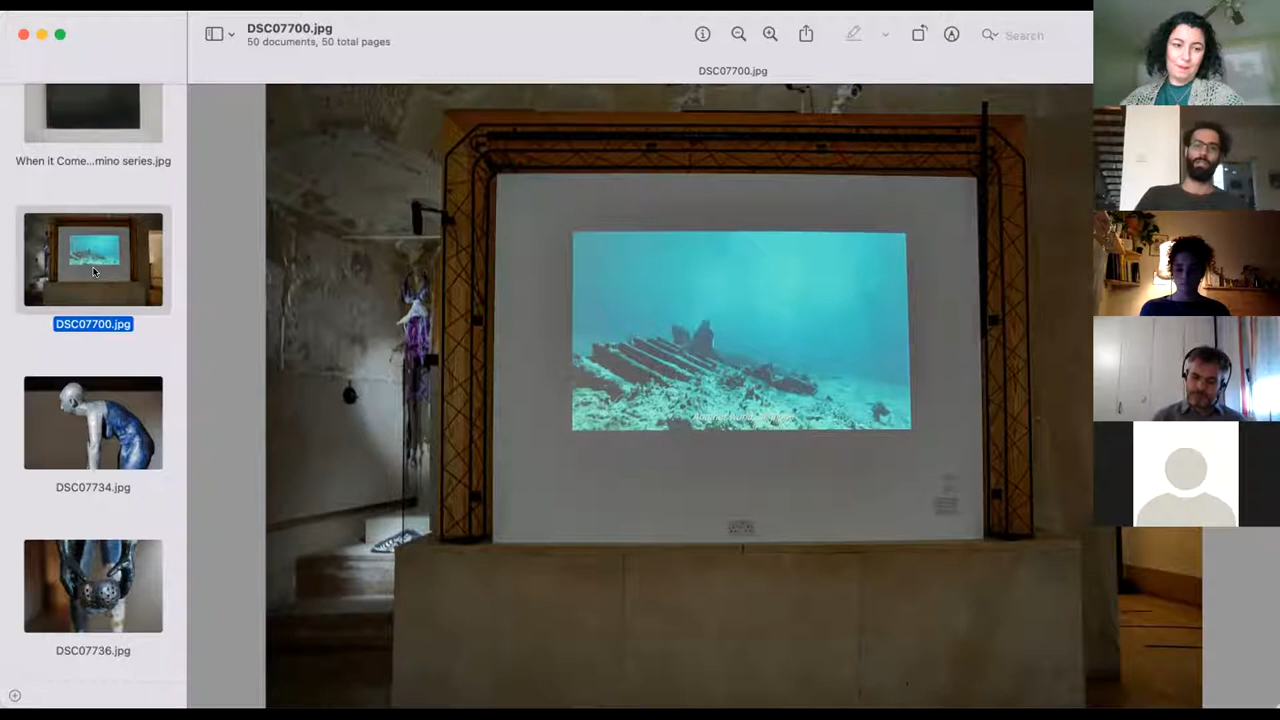 DSC07700.jpg
50 documents, 50 total pages
Search
DSC07700.jpg
When it Come...mino series.jpg
DSC07700.jpg
DSC07734.jpg
DSC07736.jpg